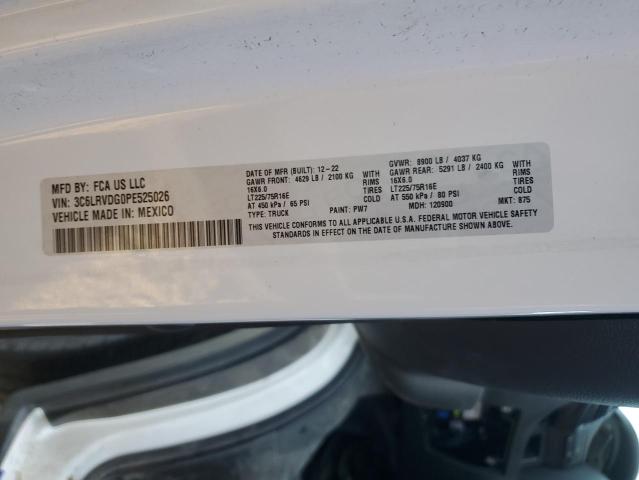 MFD BY: FCA US LLC
VIN: 3C6LRVDG0PE525026
VEHICLE MADE IN: MEXICO
DATE OF MFR (BUILT): 12-22
GAWR FRONT: 4629 LB / 2100 KG WITH
16X6.0 RIMS
LT225/75R16E TIRES
AT 450 kPa / 65 PSI COLD
TYPE: TRUCK PAINT: PW7
GVWR: 8900 LB / 4037 KG
GAWR REAR: 5291 LB / 2400 KG WITH
16X6.0 RIMS
LT225/75R16E TIRES
AT 550 kPa / 80 PSI COLD
MDH: 120900 MKT: 875
THIS VEHICLE CONFORMS TO ALL APPLICABLE U.S.A. FEDERAL MOTOR VEHICLE SAFETY
STANDARDS IN EFFECT ON THE DATE OF MANUFACTURE SHOWN ABOVE.